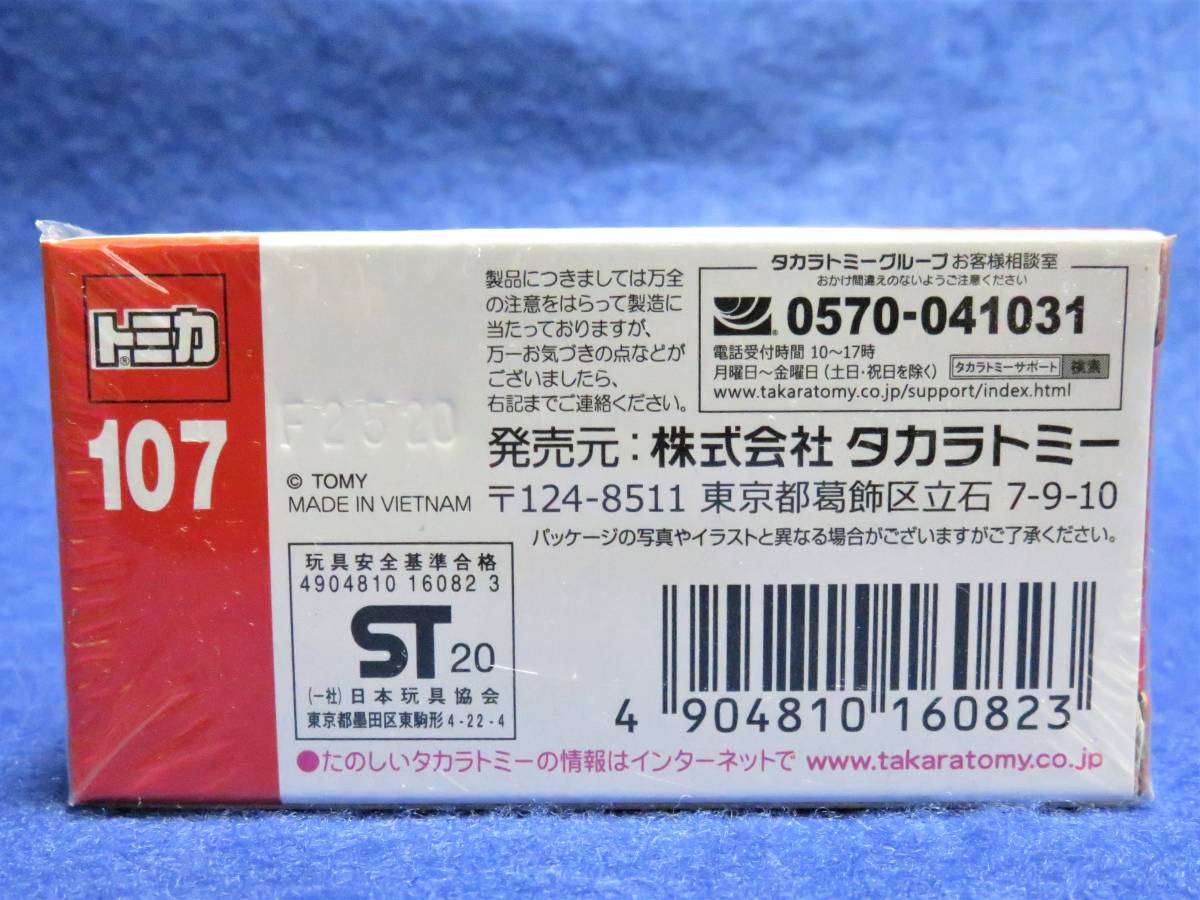 トミカ®
107
F2520
© TOMY
MADE IN VIETNAM
製品につきましては万全
の注意をはらって製造に
当たっておりますが、
万一お気づきの点などが
ございましたら、
右記までご連絡ください。
タカラトミーグループ お客様相談室
おかけ間違えのないようご注意ください
0570-041031
電話受付時間 10〜17時
月曜日〜金曜日(土日・祝日を除く)
タカラトミーサポート 検索
www.takaratomy.co.jp/support/index.html
発売元:株式会社 タカラトミー
〒124-8511 東京都葛飾区立石 7-9-10
パッケージの写真やイラストと異なる場合がございますがご了承ください。
玩具安全基準合格
4904810 16082 3
ST 20
(一社)日本玩具協会
東京都墨田区東駒形4-22-4
4 904810 160823
●たのしいタカラトミーの情報はインターネットで www.takaratomy.co.jp